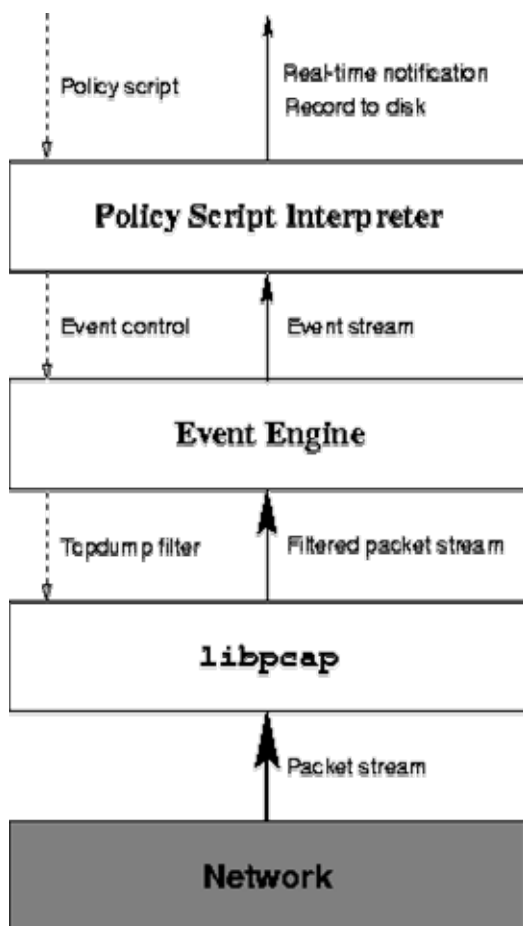 Policy script
Real-time notification
Record to disk
Policy Script Interpreter
Event control
Event stream
Event Engine
Tcpdump filter
Filtered packet stream
libpcap
Packet stream
Network